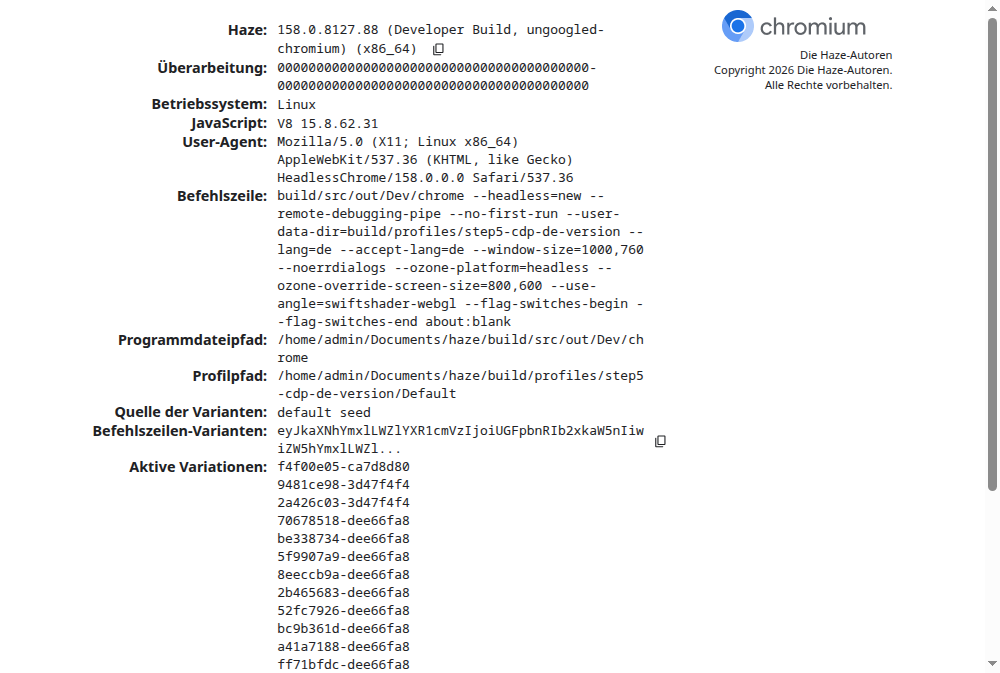 Haze: 158.0.8127.88 (Developer Build, ungoogled-
chromium) (x86_64)
Überarbeitung: 0000000000000000000000000000000000000000-
0000000000000000000000000000000000000000
Betriebssystem: Linux
JavaScript: V8 15.8.62.31
User-Agent: Mozilla/5.0 (X11; Linux x86_64)
AppleWebKit/537.36 (KHTML, like Gecko)
HeadlessChrome/158.0.0.0 Safari/537.36
Befehlszeile: build/src/out/Dev/chrome --headless=new --
remote-debugging-pipe --no-first-run --user-
data-dir=build/profiles/step5-cdp-de-version --
lang=de --accept-lang=de --window-size=1000,760
--noerrdialogs --ozone-platform=headless --
ozone-override-screen-size=800,600 --use-
angle=swiftshader-webgl --flag-switches-begin -
-flag-switches-end about:blank
Programmdateipfad: /home/admin/Documents/haze/build/src/out/Dev/ch
rome
Profilpfad: /home/admin/Documents/haze/build/profiles/step5
-cdp-de-version/Default
Quelle der Varianten: default seed
Befehlszeilen-Varianten: eyJkaXNhYmxlLWZlYXR1cmVzIjoiUGFpbnRIb2xkaW5nIiw
iZW5hYmxlLWZl...
Aktive Variationen: f4f00e05-ca7d8d80
9481ce98-3d47f4f4
2a426c03-3d47f4f4
70678518-dee66fa8
be338734-dee66fa8
5f9907a9-dee66fa8
8eeccb9a-dee66fa8
2b465683-dee66fa8
52fc7926-dee66fa8
bc9b361d-dee66fa8
a41a7188-dee66fa8
ff71bfdc-dee66fa8
chromium
Die Haze-Autoren
Copyright 2026 Die Haze-Autoren.
Alle Rechte vorbehalten.